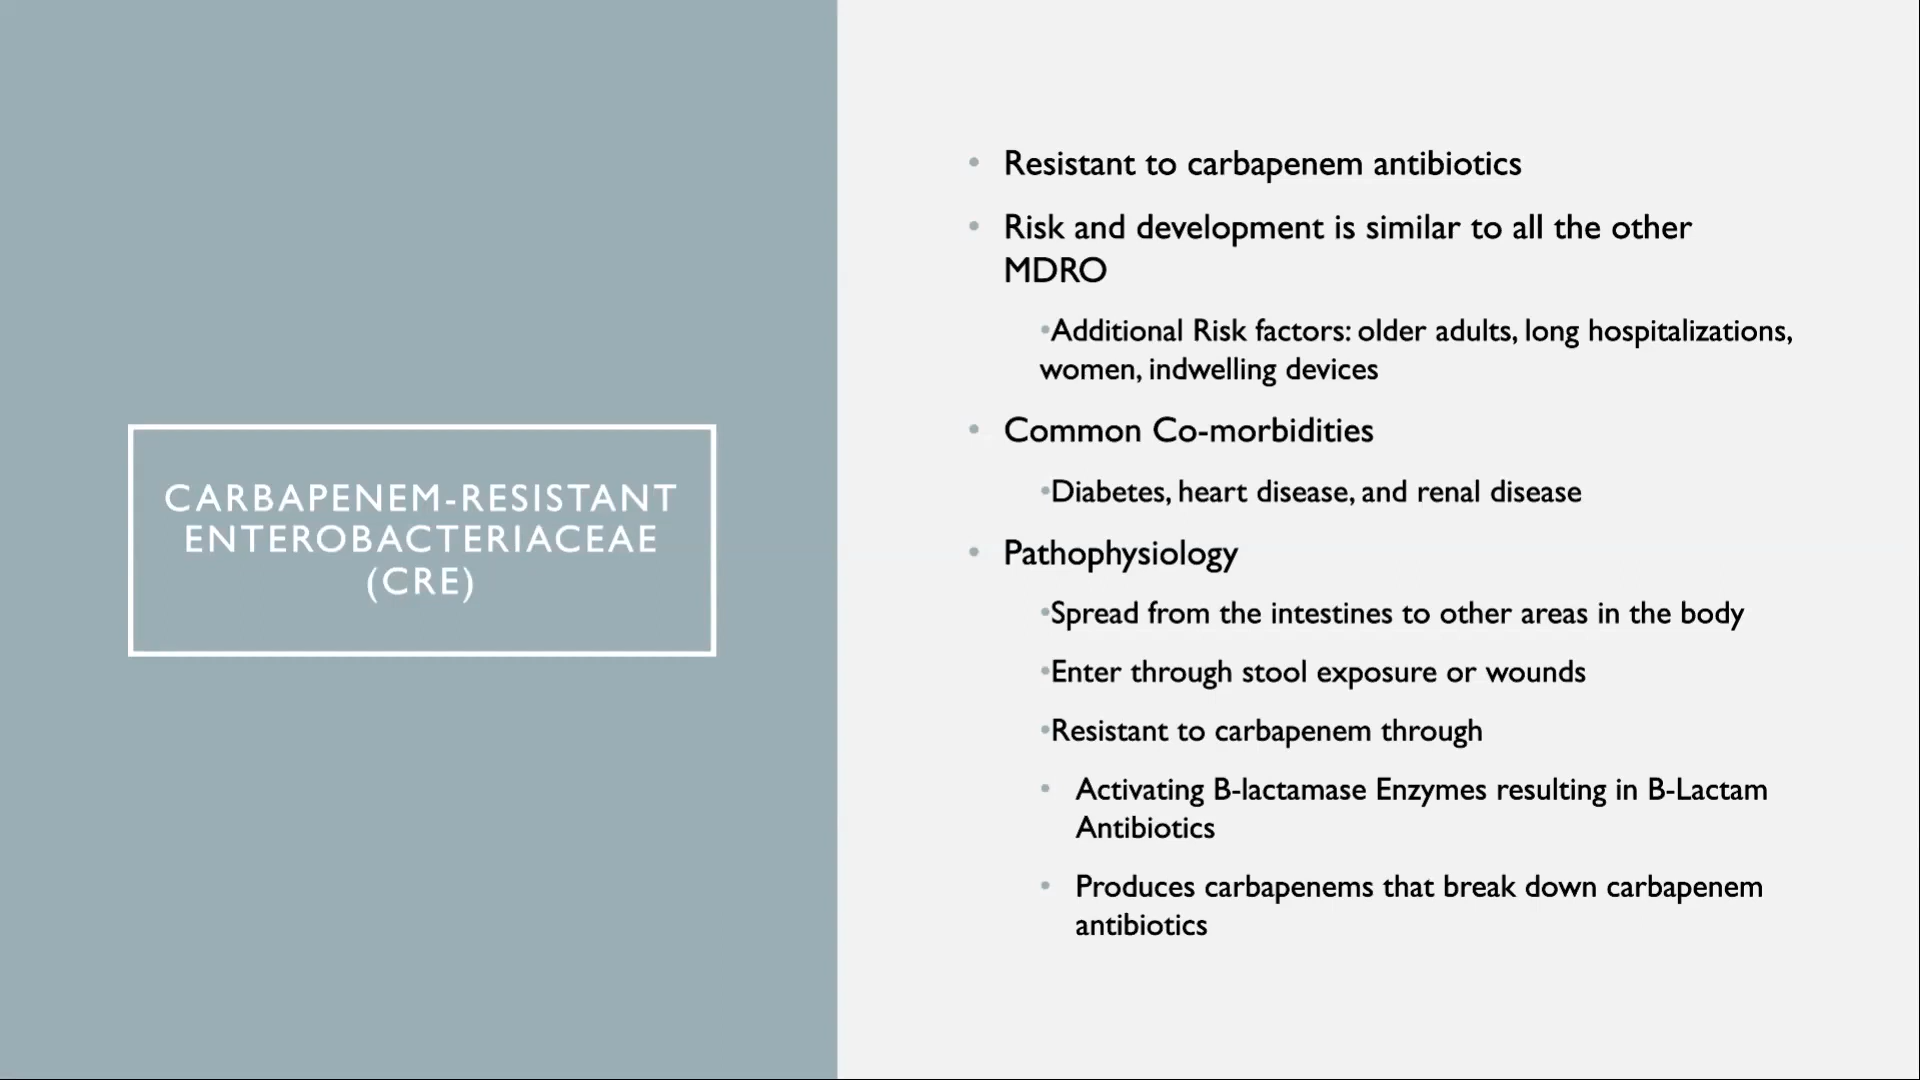 CARBAPENEM-RESISTANT
ENTEROBACTERIACEAE
(CRE)
• Resistant to carbapenem antibiotics
• Risk and development is similar to all the other
MDRO
•Additional Risk factors: older adults, long hospitalizations,
women, indwelling devices
• Common Co-morbidities
•Diabetes, heart disease, and renal disease
• Pathophysiology
•Spread from the intestines to other areas in the body
•Enter through stool exposure or wounds
•Resistant to carbapenem through
• Activating B-lactamase Enzymes resulting in B-Lactam
Antibiotics
• Produces carbapenems that break down carbapenem
antibiotics